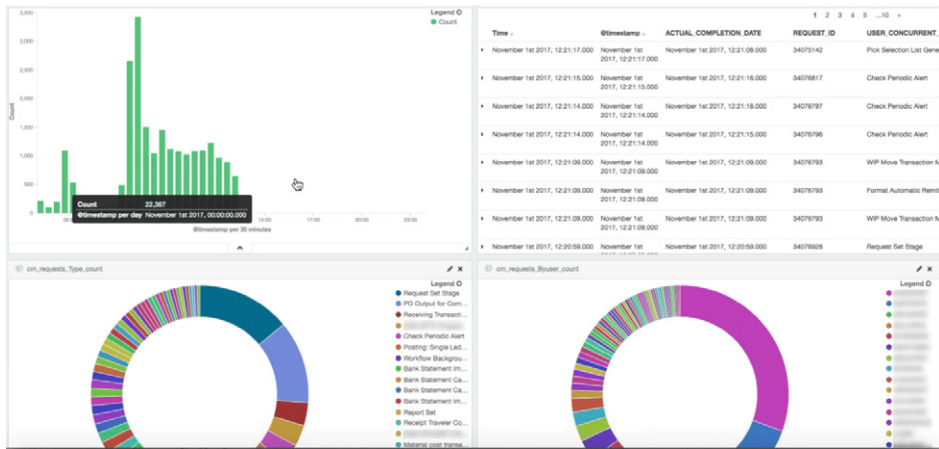 Legend
Count
3,500
3,000
2,000
1,500
1,000
500
0
Count
Count 22,367
@timestamp per day November 1st 2017, 00:00:00.000
14:00 17:00 20:00 23:00
@timestamp per 30 minutes
1 2 3 4 5 ...10 »
Time @timestamp ACTUAL_COMPLETION_DATE REQUEST_ID USER_CONCURRENT_
November 1st 2017, 12:21:17.000 November 1st 2017, 12:21:17.000 November 1st 2017, 12:21:08.000 34075142 Pick Selection List Gene
November 1st 2017, 12:21:15.000 November 1st 2017, 12:21:15.000 November 1st 2017, 12:21:16.000 34076817 Check Periodic Alert
November 1st 2017, 12:21:14.000 November 1st 2017, 12:21:14.000 November 1st 2017, 12:21:16.000 34076797 Check Periodic Alert
November 1st 2017, 12:21:14.000 November 1st 2017, 12:21:14.000 November 1st 2017, 12:21:15.000 34076796 Check Periodic Alert
November 1st 2017, 12:21:09.000 November 1st 2017, 12:21:09.000 November 1st 2017, 12:21:09.000 34076793 WIP Move Transaction M
November 1st 2017, 12:21:09.000 November 1st 2017, 12:21:09.000 November 1st 2017, 12:21:09.000 34076793 Format Automatic Remit
November 1st 2017, 12:21:09.000 November 1st 2017, 12:21:09.000 November 1st 2017, 12:21:09.000 34076793 WIP Move Transaction M
November 1st 2017, 12:20:59.000 November 1st November 1st 2017, 12:20:59.000 34076928 Request Set Stage
cm_requests_Type_count
Legend
Request Set Stage
PO Output for Com...
Receiving Transacti...
Check Periodic Alert
Posting: Single Led...
Workflow Backgrou...
Bank Statement Im...
Bank Statement Ca...
Bank Statement Ca...
Bank Statement Im...
Report Set
Receipt Traveler Co...
Material cost transa...
cm_requests_Byuser_count
Legend